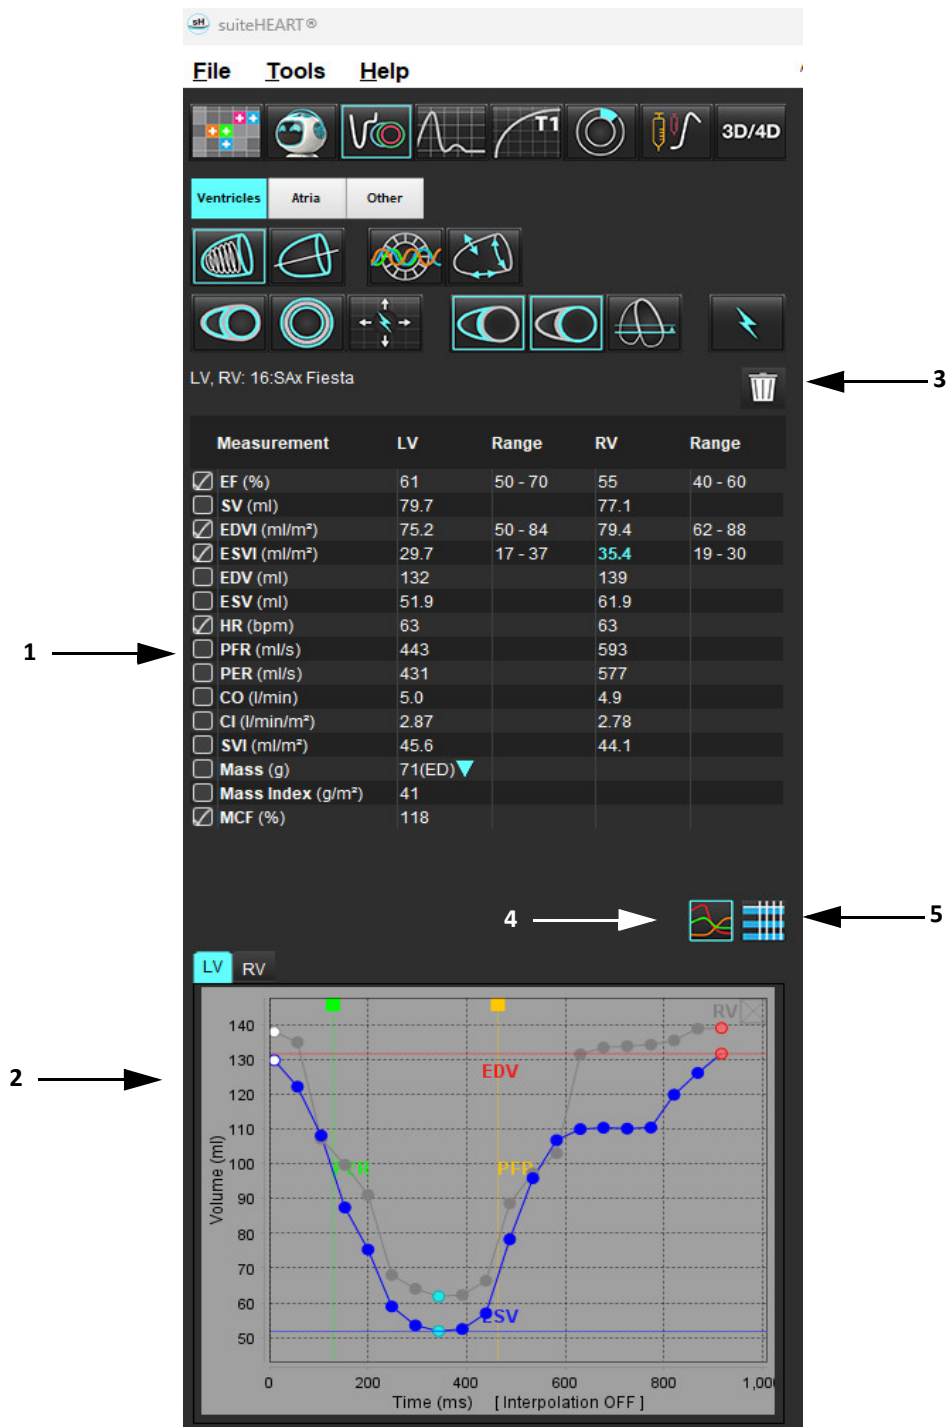 sH suiteHEART®
File Tools Help
T1 3D/4D
Ventricles Atria Other
LV, RV: 16:SAx Fiesta
3
Measurement LV Range RV Range
EF (%) 61 50 - 70 55 40 - 60
SV (ml) 79.7 77.1
EDVI (ml/m²) 75.2 50 - 84 79.4 62 - 88
ESVI (ml/m²) 29.7 17 - 37 35.4 19 - 30
EDV (ml) 132 139
ESV (ml) 51.9 61.9
HR (bpm) 63 63
1
PFR (ml/s) 443 593
PER (ml/s) 431 577
CO (l/min) 5.0 4.9
CI (l/min/m²) 2.87 2.78
SVI (ml/m²) 45.6 44.1
Mass (g) 71(ED)
Mass Index (g/m²) 41
MCF (%) 118
4
5
LV RV
RV
140
130
EDV
2
120
110
100
PER PFR
90
80
70
60
ESV
50
Volume (ml)
0 200 400 600 800 1,00
Time (ms) [ Interpolation OFF ]